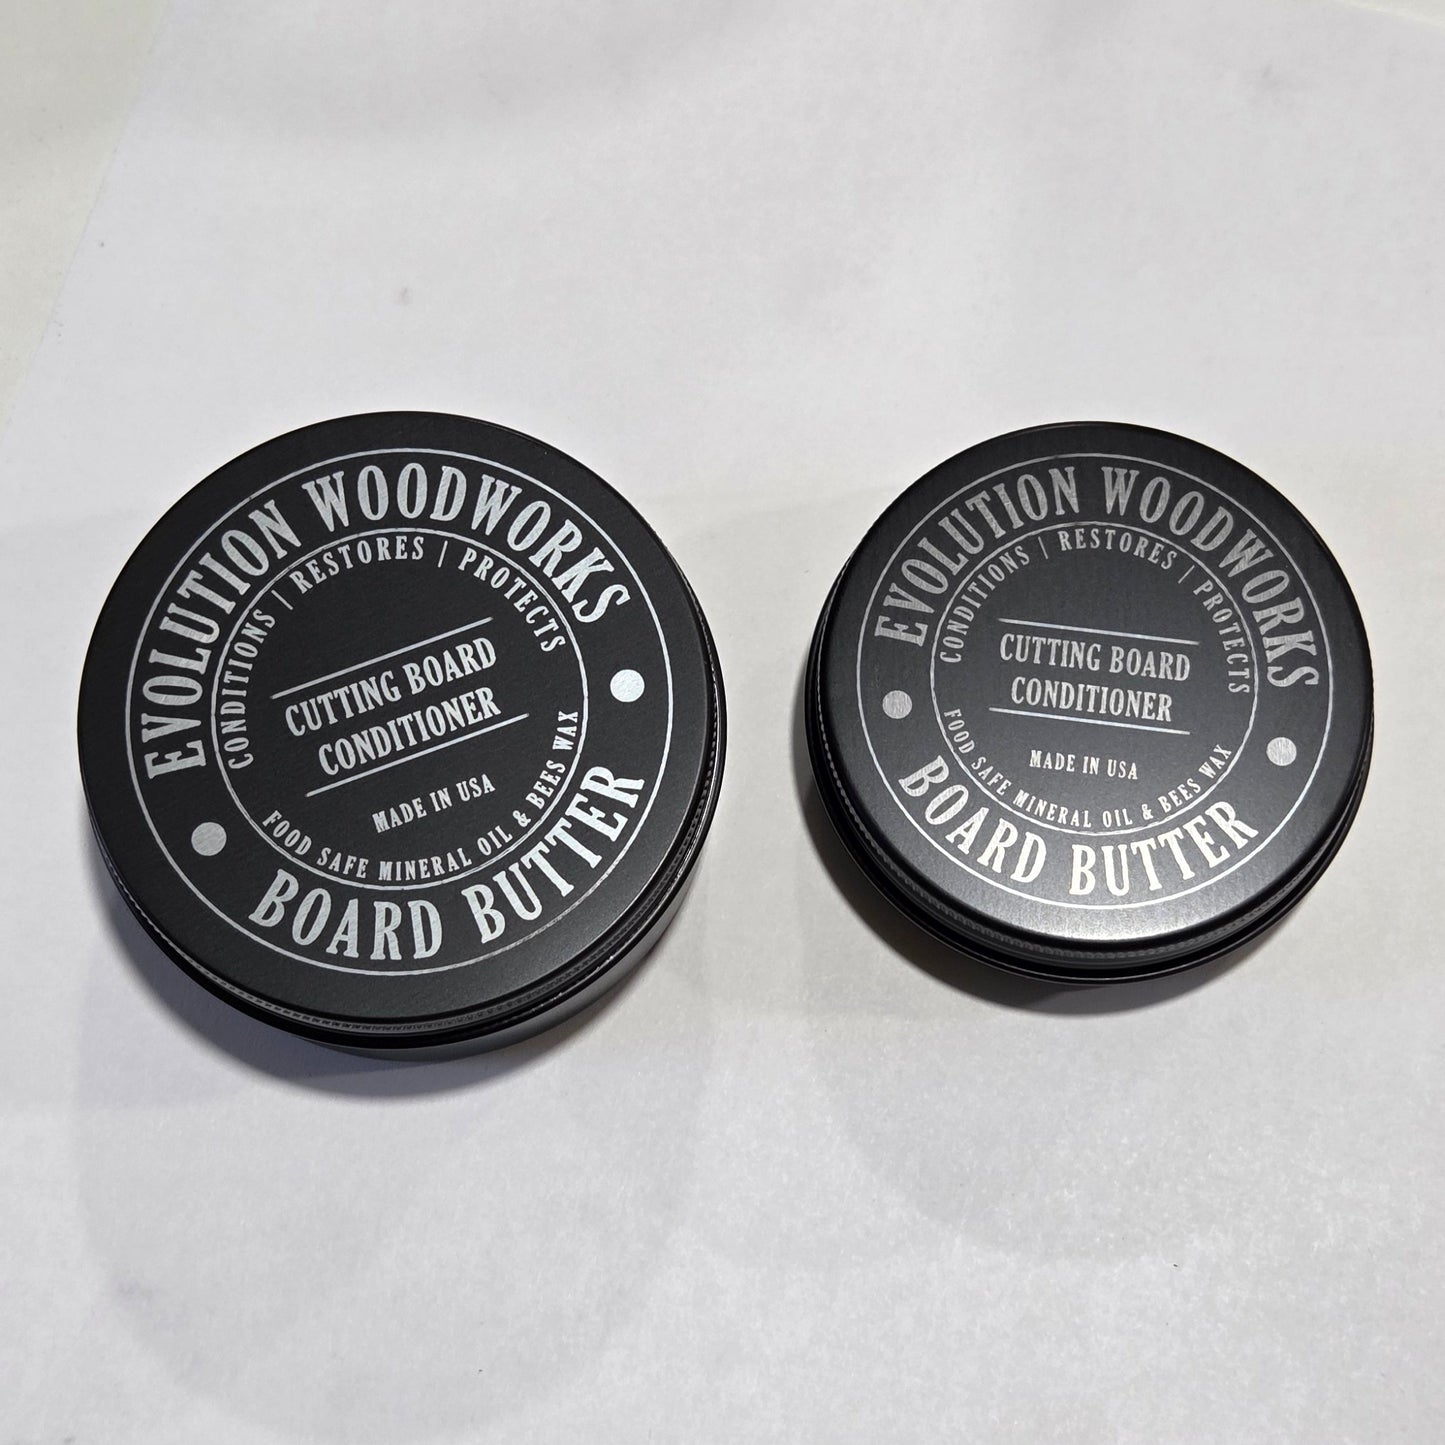 EVOLUTION WOODWORKS
CONDITIONS | RESTORES | PROTECTS
CUTTING BOARD
CONDITIONER
MADE IN USA
FOOD SAFE MINERAL OIL & BEES WAX
BOARD BUTTER
EVOLUTION WOODWORKS
CONDITIONS | RESTORES | PROTECTS
CUTTING BOARD
CONDITIONER
MADE IN USA
FOOD SAFE MINERAL OIL & BEES WAX
BOARD BUTTER